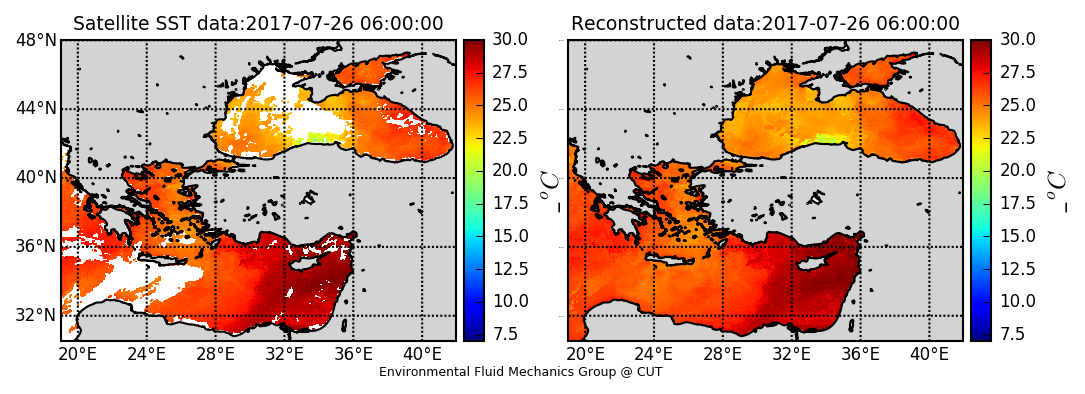 Satellite SST data:2017-07-26 06:00:00
48°N
44°N
40°N
36°N
32°N
20°E 24°E 28°E 32°E 36°E 40°E
30.0
27.5
25.0
22.5
20.0
17.5
15.0
12.5
10.0
7.5
_ °C
Reconstructed data:2017-07-26 06:00:00
20°E 24°E 28°E 32°E 36°E 40°E
30.0
27.5
25.0
22.5
20.0
17.5
15.0
12.5
10.0
7.5
_ °C
Environmental Fluid Mechanics Group @ CUT